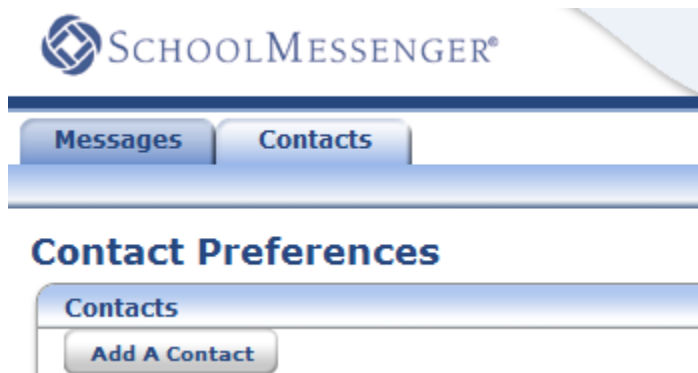 SCHOOLMESSENGER®
Messages Contacts
Contact Preferences
Contacts
Add A Contact